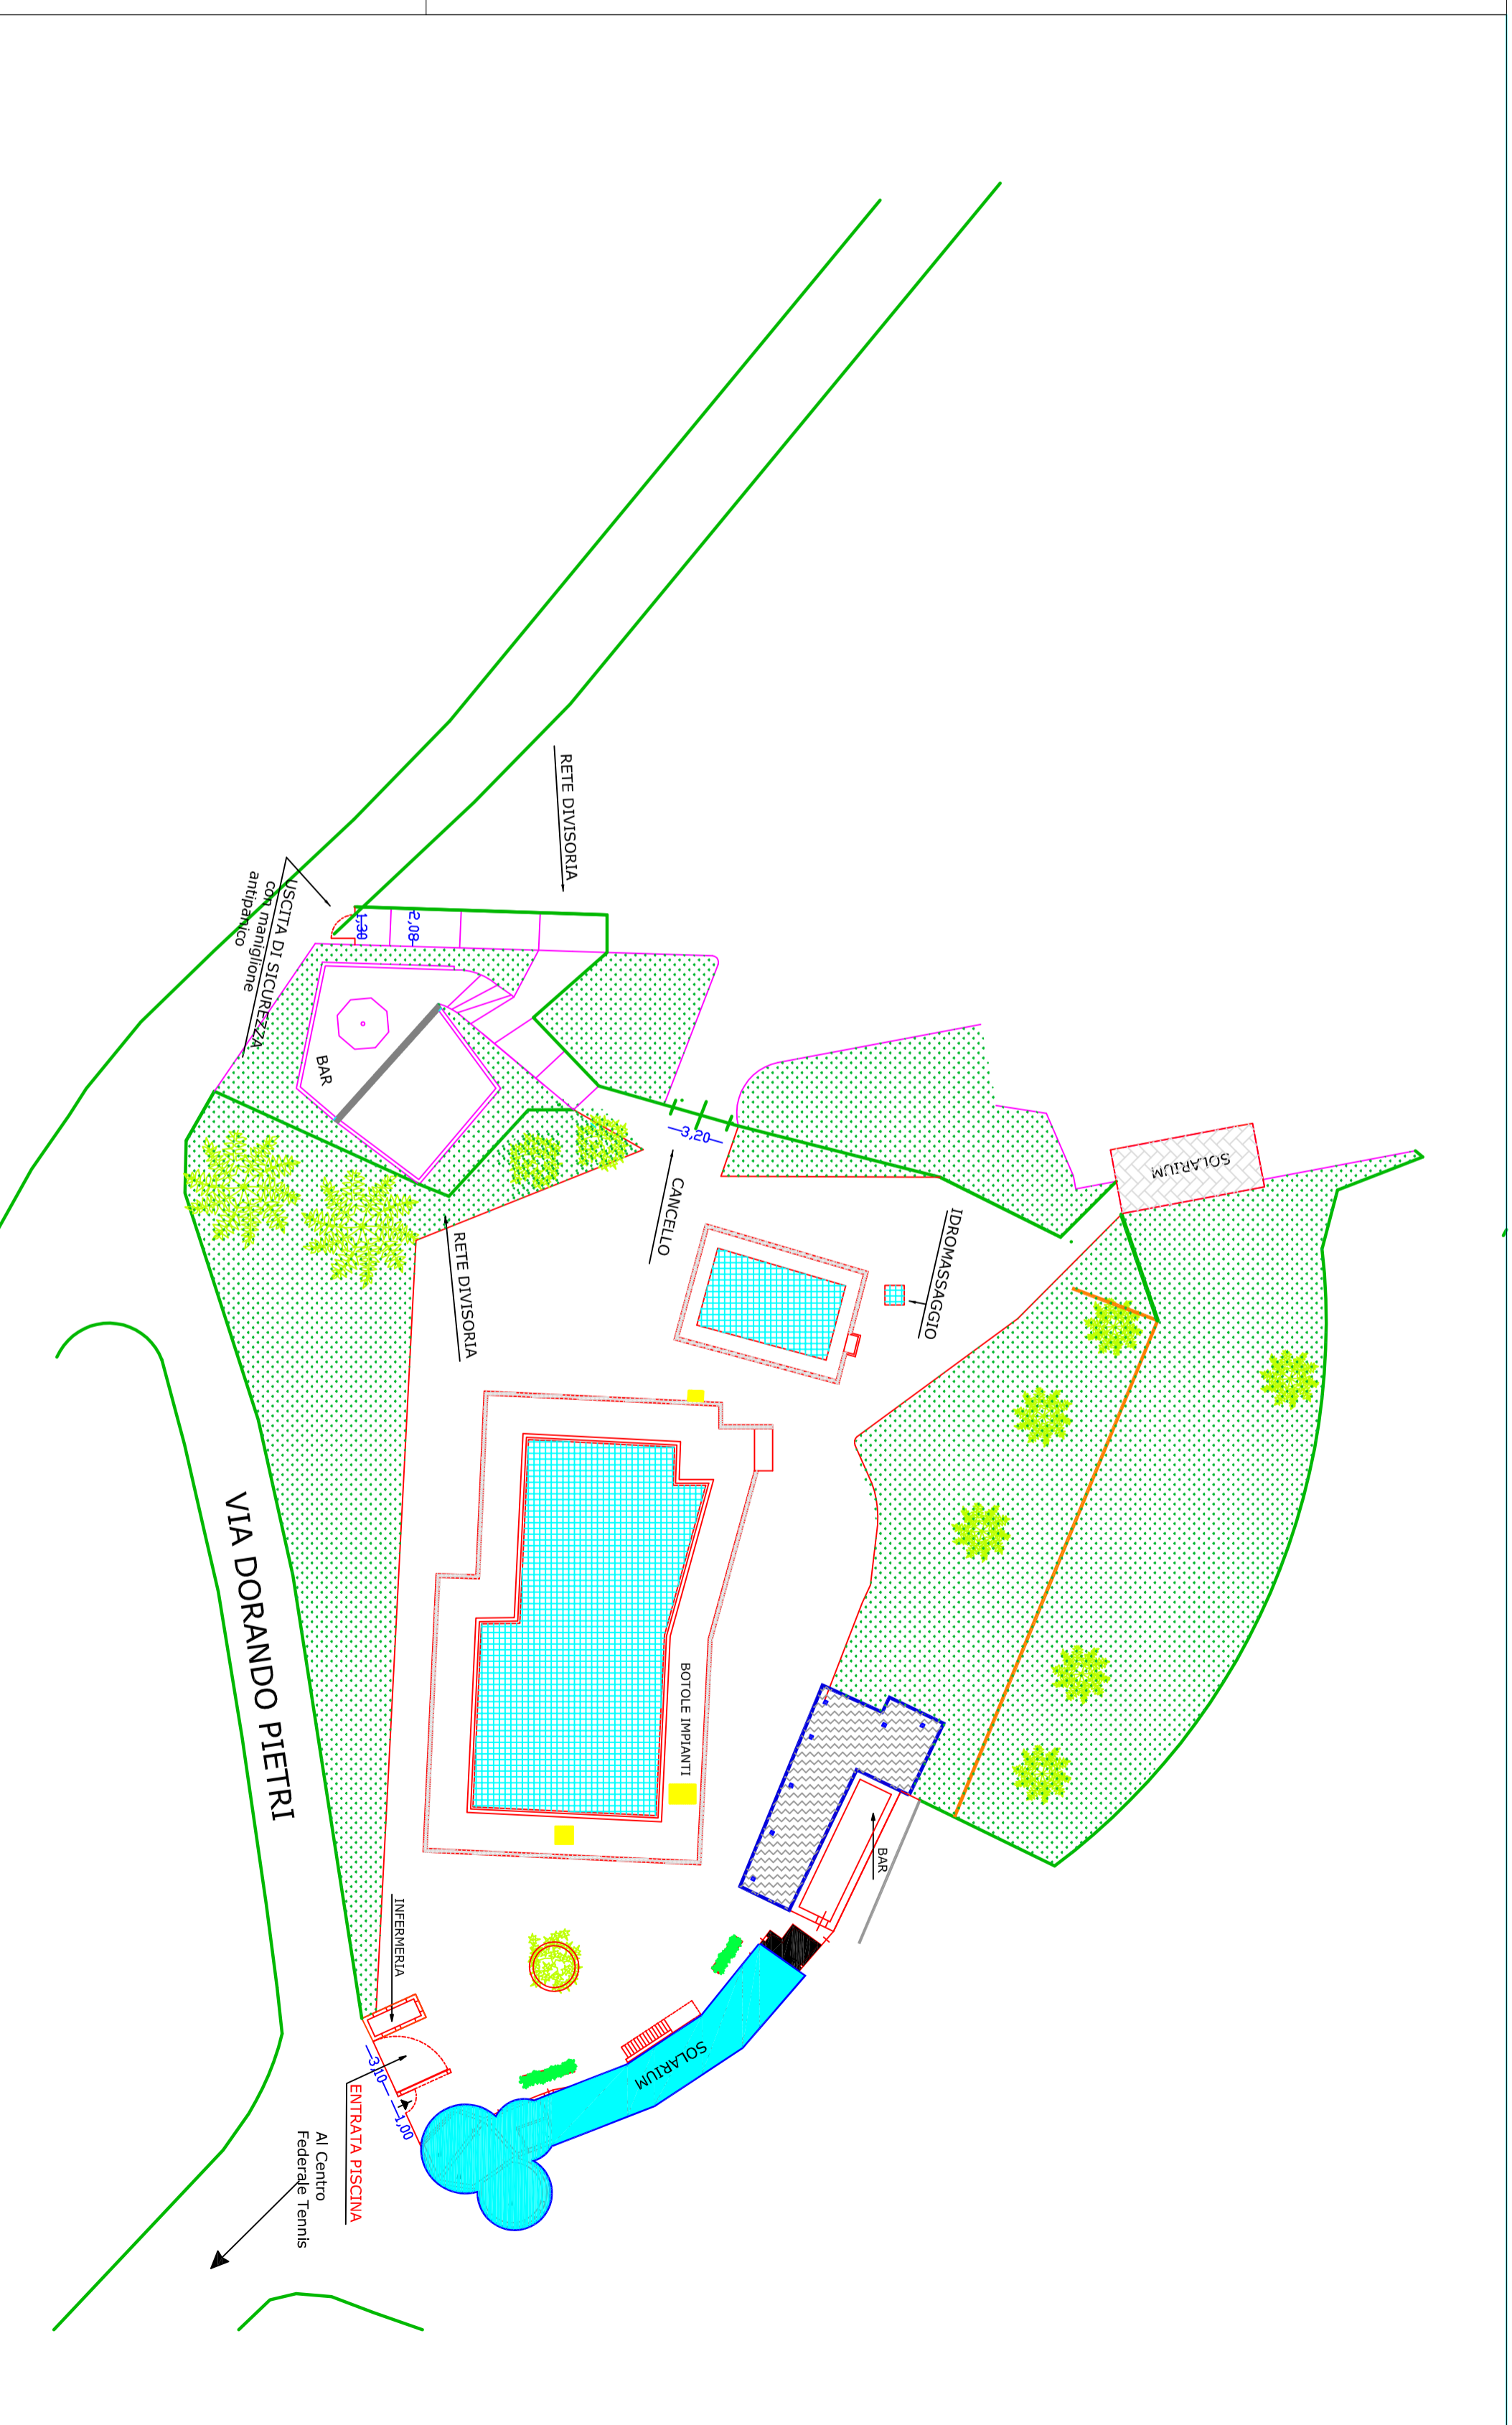 RETE DIVISORIA
USCITA DI SICUREZZA
con maniglione
antipanico
1,30
2,08
BAR
3,20
CANCELLO
SOLARIUM
IDROMASSAGGIO
RETE DIVISORIA
VIA DORANDO PIETRI
BOTOLE IMPIANTI
BAR
INFERMERIA
SOLARIUM
3,10
1,00
ENTRATA PISCINA
Al Centro
Federale Tennis